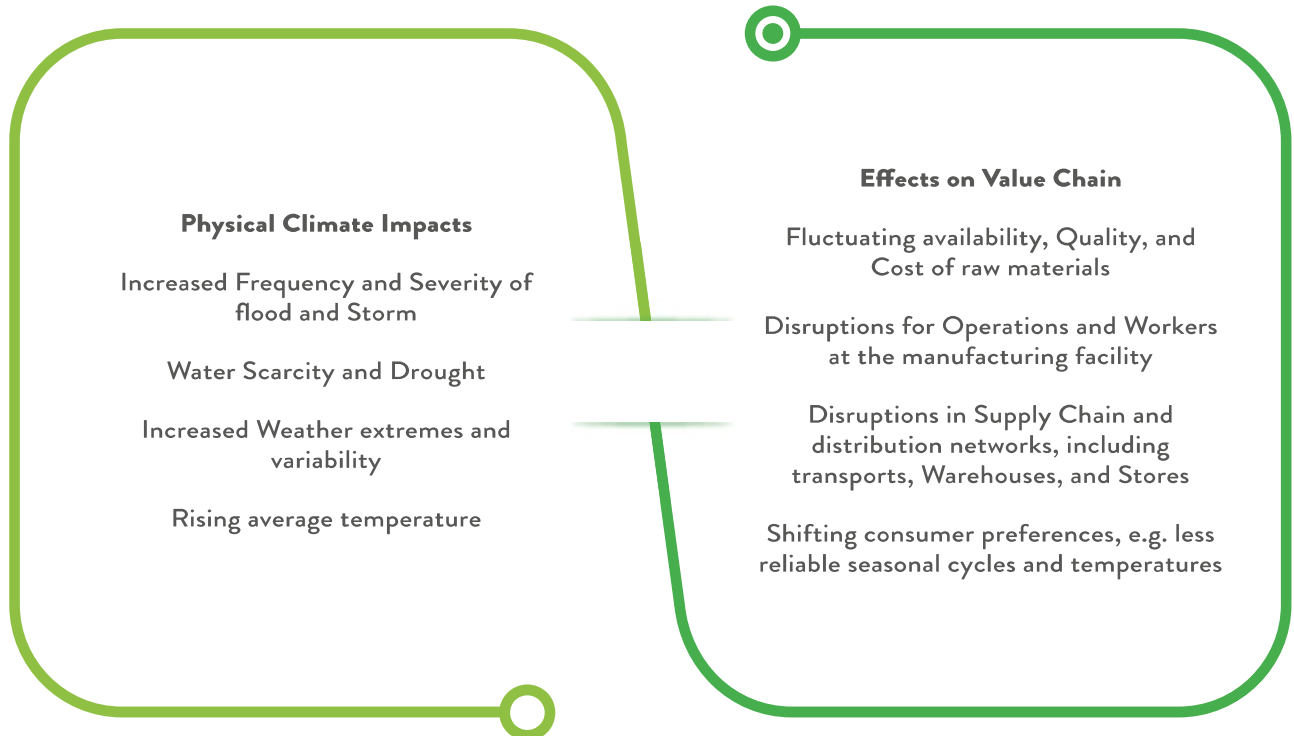 Physical Climate Impacts
Increased Frequency and Severity of
flood and Storm
Water Scarcity and Drought
Increased Weather extremes and
variability
Rising average temperature
Effects on Value Chain
Fluctuating availability, Quality, and
Cost of raw materials
Disruptions for Operations and Workers
at the manufacturing facility
Disruptions in Supply Chain and
distribution networks, including
transports, Warehouses, and Stores
Shifting consumer preferences, e.g. less
reliable seasonal cycles and temperatures